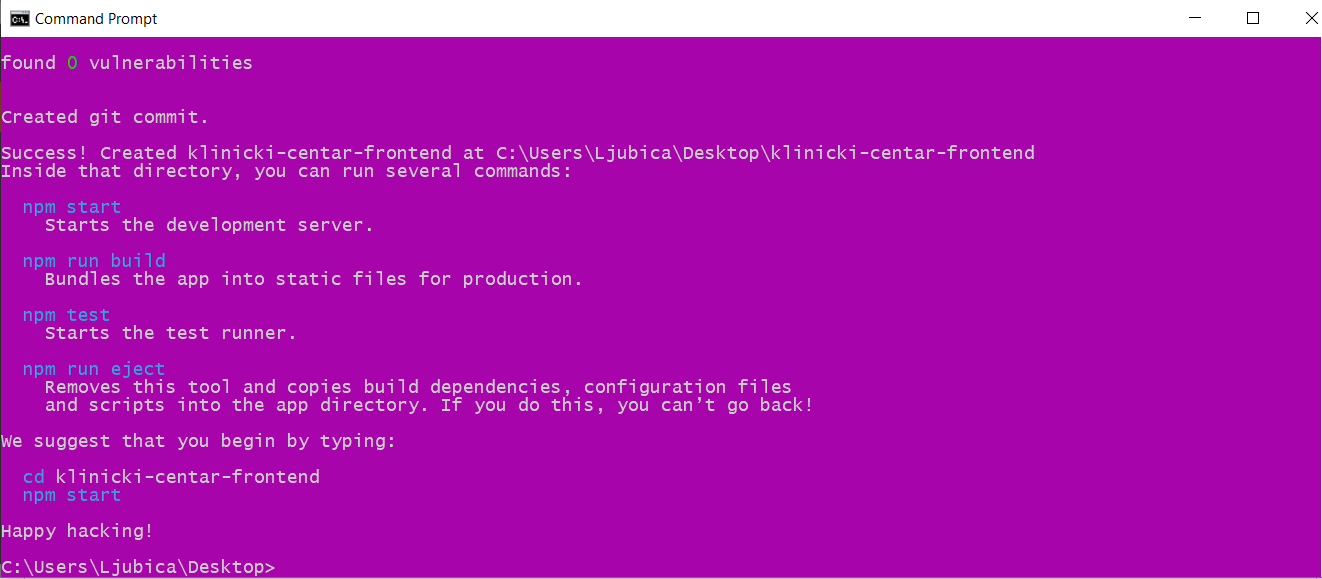 Command Prompt
found 0 vulnerabilities
Created git commit.
Success! Created klinicki-centar-frontend at C:\Users\Ljubica\Desktop\klinicki-centar-frontend
Inside that directory, you can run several commands:
npm start
Starts the development server.
npm run build
Bundles the app into static files for production.
npm test
Starts the test runner.
npm run eject
Removes this tool and copies build dependencies, configuration files
and scripts into the app directory. If you do this, you can’t go back!
We suggest that you begin by typing:
cd klinicki-centar-frontend
npm start
Happy hacking!
C:\Users\Ljubica\Desktop>